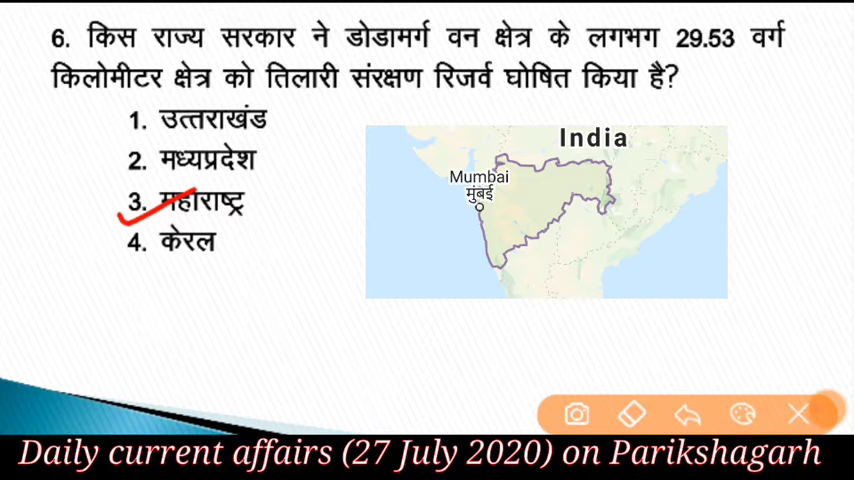 6. किस राज्य सरकार ने डोडामर्ग वन क्षेत्र के लगभग 29.53 वर्ग
किलोमीटर क्षेत्र को तिलारी संरक्षण रिजर्व घोषित किया है?
1. उत्तराखंड
2. मध्यप्रदेश
3. महाराष्ट्र
4. केरल
India
Mumbai
मुंबई
Daily current affairs (27 July 2020) on Parikshagarh